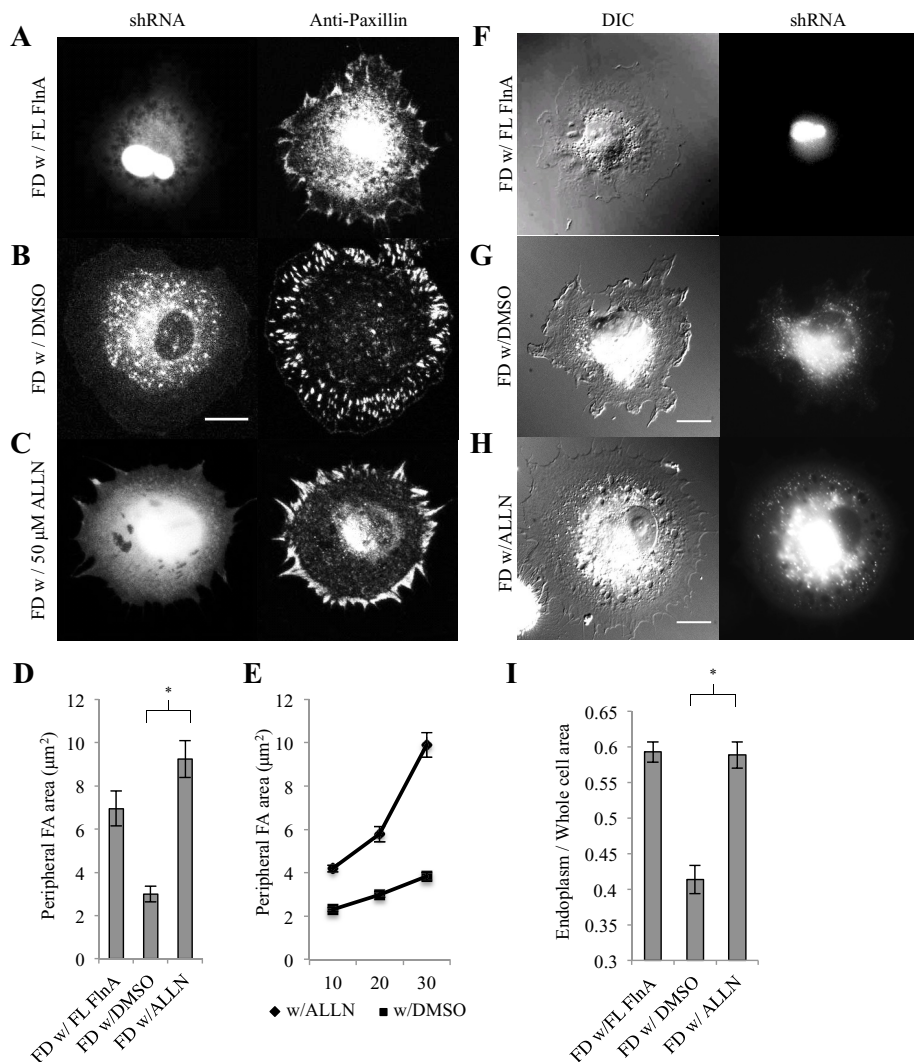 shRNA
Anti-Paxillin
A
FD w / FL FlnA
B
FD w / DMSO
C
FD w / 50 µM ALLN
DIC
shRNA
F
FD w/ FL FlnA
G
FD w/DMSO
H
FD w/ALLN
D
*
12
10
8
6
4
2
0
Peripheral FA area (µm²)
FD w/ FL FlnA
FD w/DMSO
FD w/ALLN
E
12
10
8
6
4
2
0
Peripheral FA area (µm²)
10 20 30
w/ALLN w/DMSO
I
*
0.65
0.6
0.55
0.5
0.45
0.4
0.35
0.3
Endoplasm / Whole cell area
FD w/FL FlnA
FD w/ DMSO
FD w/ ALLN